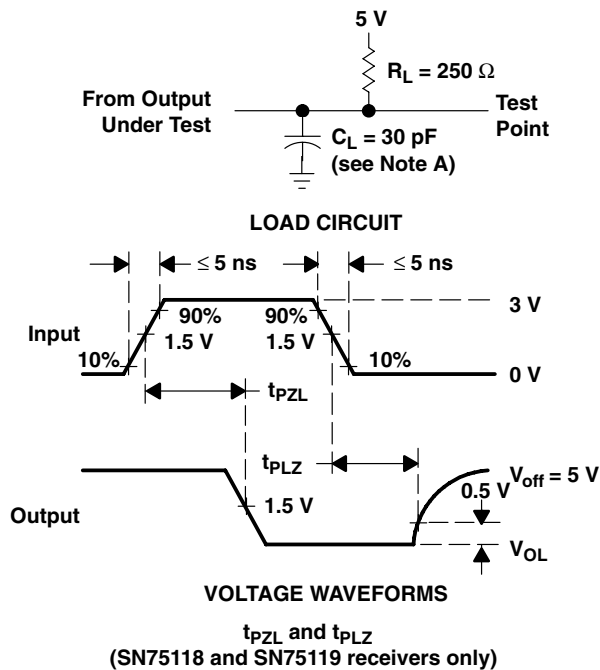 5 V
R_L = 250 Ω
From Output
Under Test
Test
Point
C_L = 30 pF
(see Note A)
LOAD CIRCUIT
≤ 5 ns
≤ 5 ns
3 V
90%
90%
Input
1.5 V
1.5 V
10%
10%
0 V
t_PZL
t_PLZ
V_off = 5 V
0.5 V
1.5 V
Output
V_OL
VOLTAGE WAVEFORMS
t_PZL and t_PLZ
(SN75118 and SN75119 receivers only)